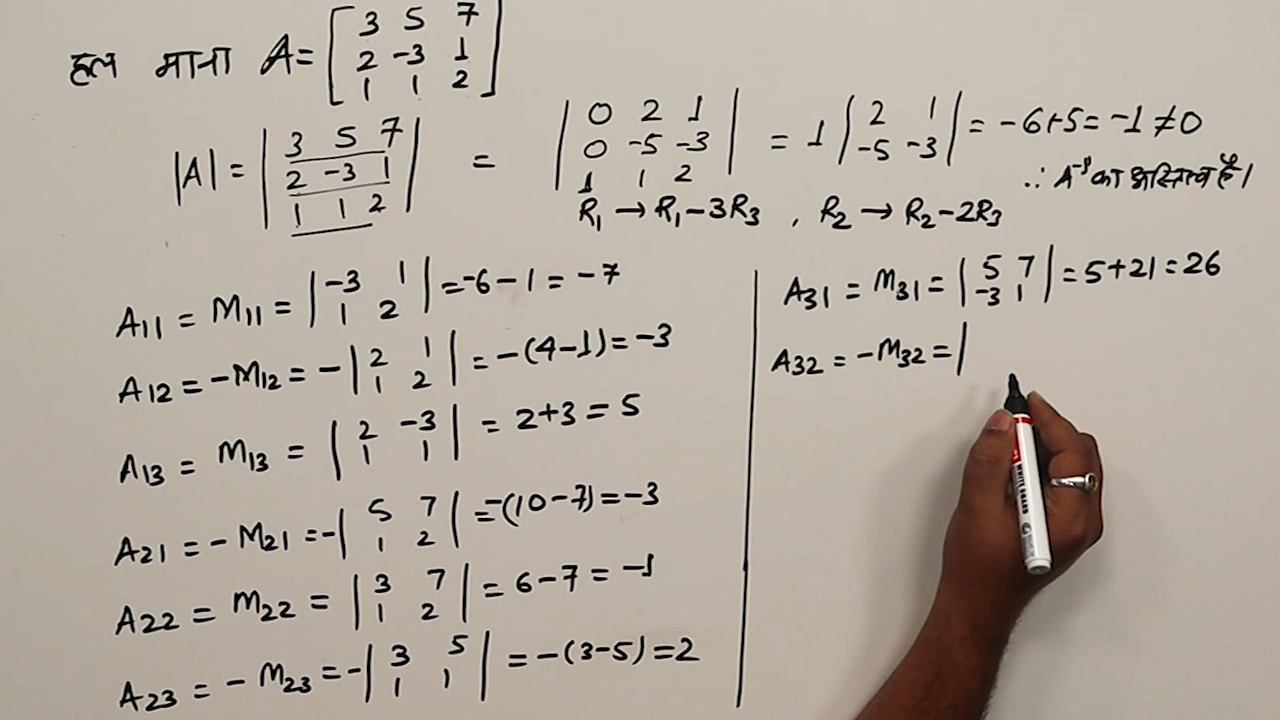 हल माना A = [ 3 5 7
2 -3 1
1 1 2 ]
|A| = | 3 5 7
2 -3 1
1 1 2 | = | 0 2 1
0 -5 -3
1 1 2 | = 1 | 2 1
-5 -3 | = -6+5 = -1 ≠ 0
∴ A⁻¹ का अस्तित्व है।
R1 → R1 - 3R3 , R2 → R2 - 2R3
A11 = M11 = | -3 1
1 2 | = -6 - 1 = -7
A12 = -M12 = - | 2 1
1 2 | = -(4-1) = -3
A13 = M13 = | 2 -3
1 1 | = 2+3 = 5
A21 = -M21 = - | 5 7
1 2 | = -(10-7) = -3
A22 = M22 = | 3 7
1 2 | = 6-7 = -1
A23 = -M23 = - | 3 5
1 1 | = -(3-5) = 2
A31 = M31 = | 5 7
-3 1 | = 5+21 = 26
A32 = -M32 = |
WHITE BOARD